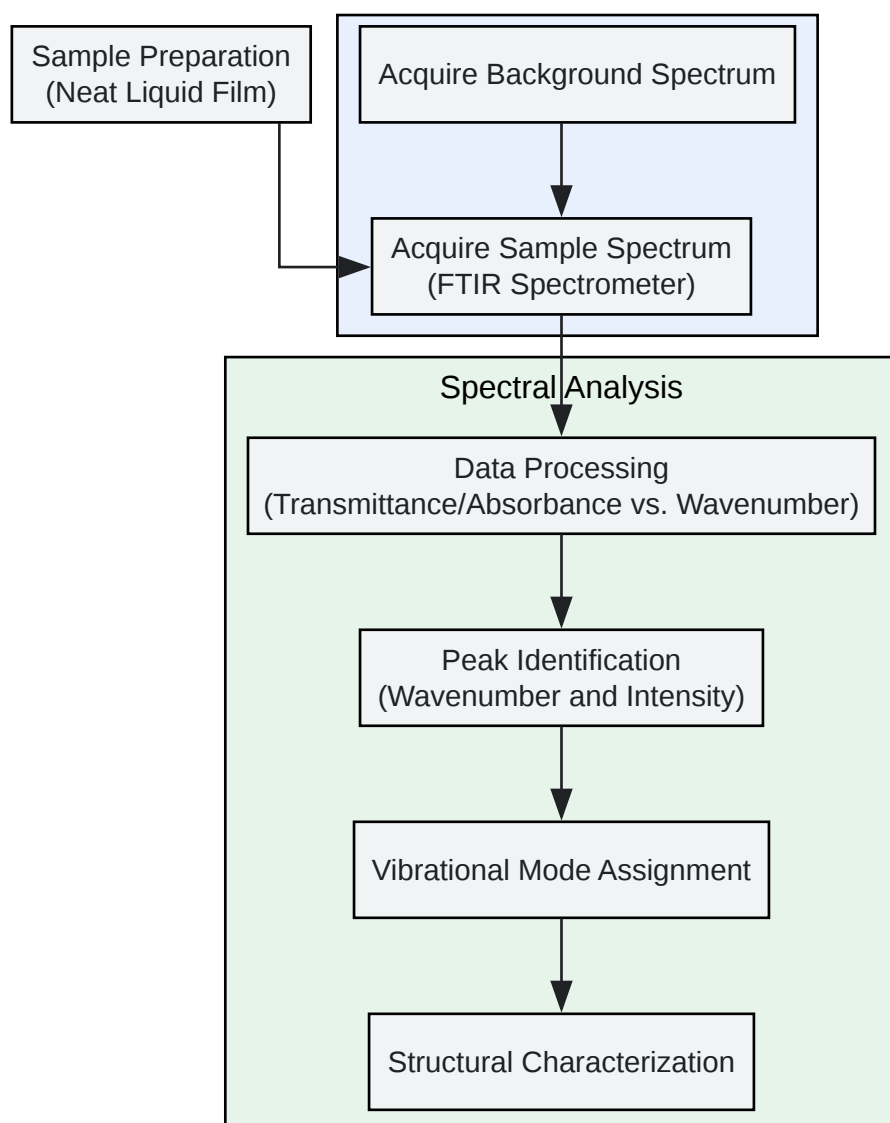 Sample Preparation
(Neat Liquid Film)
Acquire Background Spectrum
Acquire Sample Spectrum
(FTIR Spectrometer)
Spectral Analysis
Data Processing
(Transmittance/Absorbance vs. Wavenumber)
Peak Identification
(Wavenumber and Intensity)
Vibrational Mode Assignment
Structural Characterization